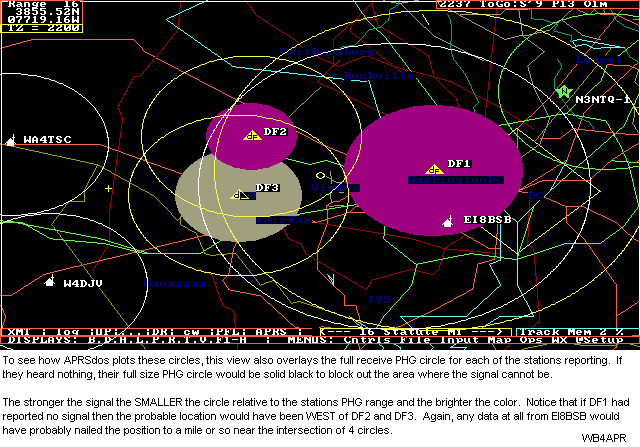 Range 16
3855.52N
07719.16W
TZ = 2200
2237 ToGo:S'9 P13 O1m
Rockville
Laurel
N3NTQ-1
WA4TSC
DF2
DF1
WashingtonDC
DF3
Vienna
Fairfax
DC
EI8BSB
W4DJV
Manassas
I95
XMT : log :UP:...:DR: cw :PFL: APRS : <--- 16 Statute MI ---> Track Mem 2 %
DISPLAYS: B.D.A.L.P.R.T.V.F1-H : MENUS: Cntrls File Input Map Ops WX @Setup
To see how APRSdos plots these circles, this view also overlays the full receive PHG circle for each of the stations reporting. If
they heard nothing, their full size PHG circle would be solid black to block out the area where the signal cannot be.
The stronger the signal the SMALLER the circle relative to the stations PHG range and the brighter the color. Notice that if DF1 had
reported no signal then the probable location would have been WEST of DF2 and DF3. Again, any data at all from EI8BSB would
have probably nailed the position to a mile or so near the intersection of 4 circles.
WB4APR